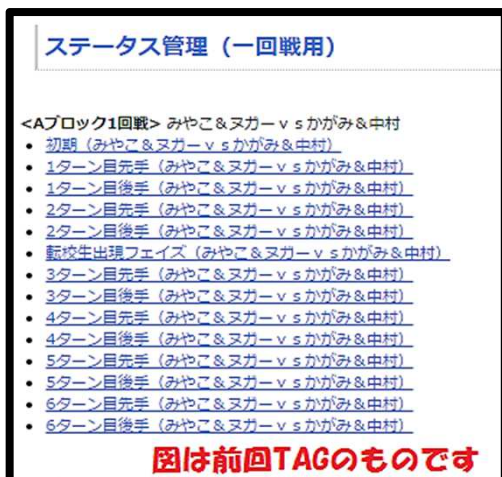 ステータス管理（一回戦用）
<Aブロック1回戦> みやこ＆ヌガーｖｓかがみ＆中村
• 初期（みやこ＆ヌガーｖｓかがみ＆中村）
• 1ターン目先手（みやこ＆ヌガーｖｓかがみ＆中村）
• 1ターン目後手（みやこ＆ヌガーｖｓかがみ＆中村）
• 2ターン目先手（みやこ＆ヌガーｖｓかがみ＆中村）
• 2ターン目後手（みやこ＆ヌガーｖｓかがみ＆中村）
• 転校生出現フェイズ（みやこ＆ヌガーｖｓかがみ＆中村）
• 3ターン目先手（みやこ＆ヌガーｖｓかがみ＆中村）
• 3ターン目後手（みやこ＆ヌガーｖｓかがみ＆中村）
• 4ターン目先手（みやこ＆ヌガーｖｓかがみ＆中村）
• 4ターン目後手（みやこ＆ヌガーｖｓかがみ＆中村）
• 5ターン目先手（みやこ＆ヌガーｖｓかがみ＆中村）
• 5ターン目後手（みやこ＆ヌガーｖｓかがみ＆中村）
• 6ターン目先手（みやこ＆ヌガーｖｓかがみ＆中村）
• 6ターン目後手（みやこ＆ヌガーｖｓかがみ＆中村）
図は前回TAGのものです